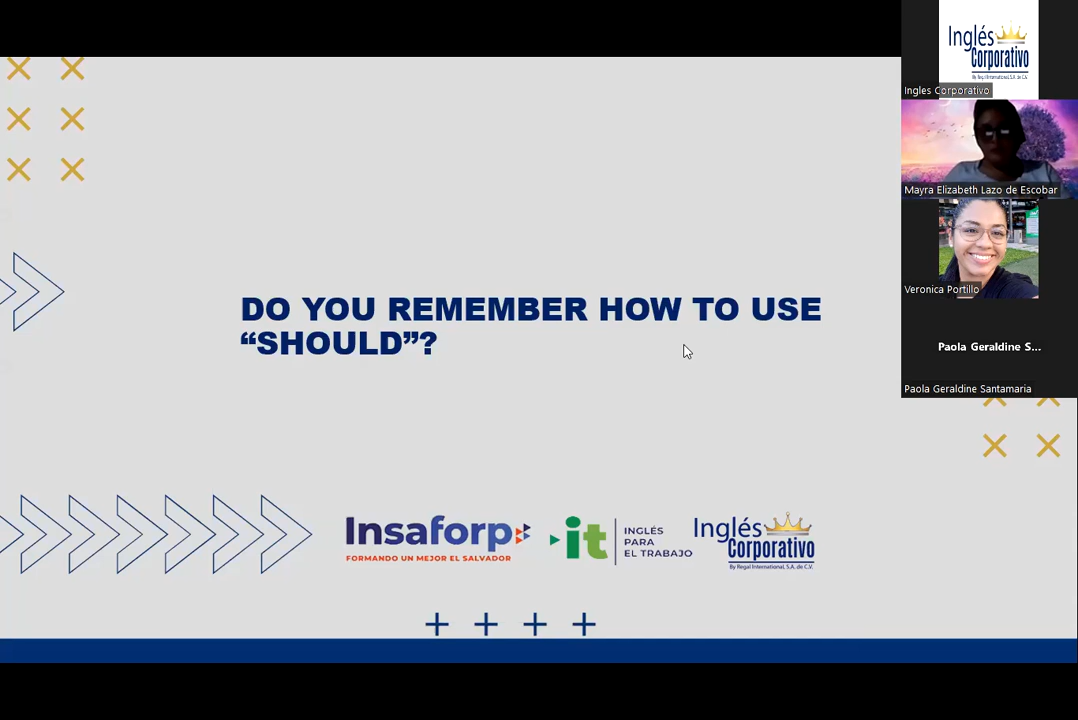 DO YOU REMEMBER HOW TO USE
“SHOULD”?
Insaforp
FORMANDO UN MEJOR EL SALVADOR
it
INGLÉS
PARA
EL TRABAJO
Inglés
Corporativo
By Regal International, S.A. de C.V.
Inglés
Corporativo
By Regal International, S.A. de C.V.
Ingles Corporativo
Mayra Elizabeth Lazo de Escobar
Veronica Portillo
Paola Geraldine S...
Paola Geraldine Santamaria